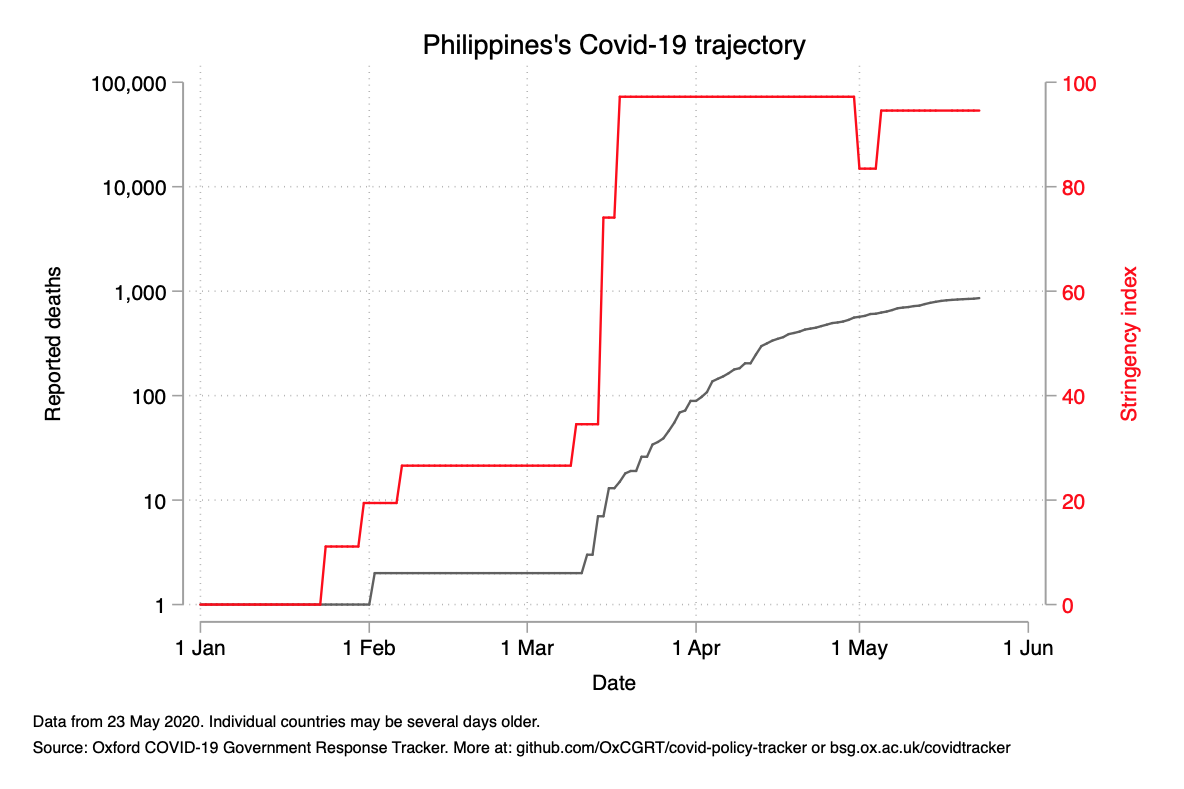 Philippines's Covid-19 trajectory
100,000
10,000
1,000
100
10
1
Reported deaths
100
80
60
40
20
0
Stringency index
1 Jan
1 Feb
1 Mar
1 Apr
1 May
1 Jun
Date
Data from 23 May 2020. Individual countries may be several days older.
Source: Oxford COVID-19 Government Response Tracker. More at: github.com/OxCGRT/covid-policy-tracker or bsg.ox.ac.uk/covidtracker